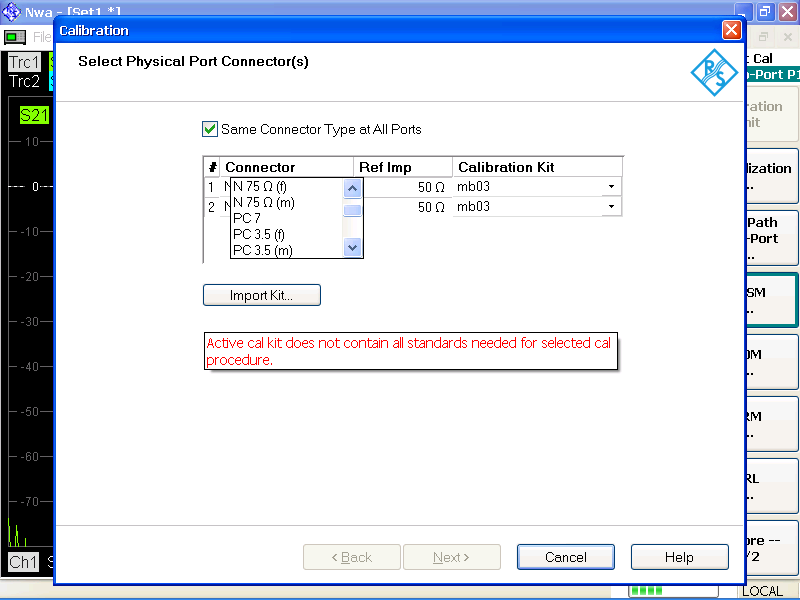 Nwa - [Set1 *]
File
Calibration
Select Physical Port Connector(s)
R S
Trc1
Trc2
S21
Same Connector Type at All Ports
# Connector Ref Imp Calibration Kit
1 N 50 Ω mb03
2 N 50 Ω mb03
N 75 Ω (f)
N 75 Ω (m)
PC 7
PC 3.5 (f)
PC 3.5 (m)
Import Kit...
Active cal kit does not contain all standards needed for selected cal
procedure.
10
0
-10
-20
-30
-40
-50
-60
-70
Ch1 S
< Back
Next >
Cancel
Help
t Cal
-Port P1
ration
nit
lization
..
Path
-Port
..
SM
..
OM
..
RM
..
RL
..
ore --
/2
LOCAL